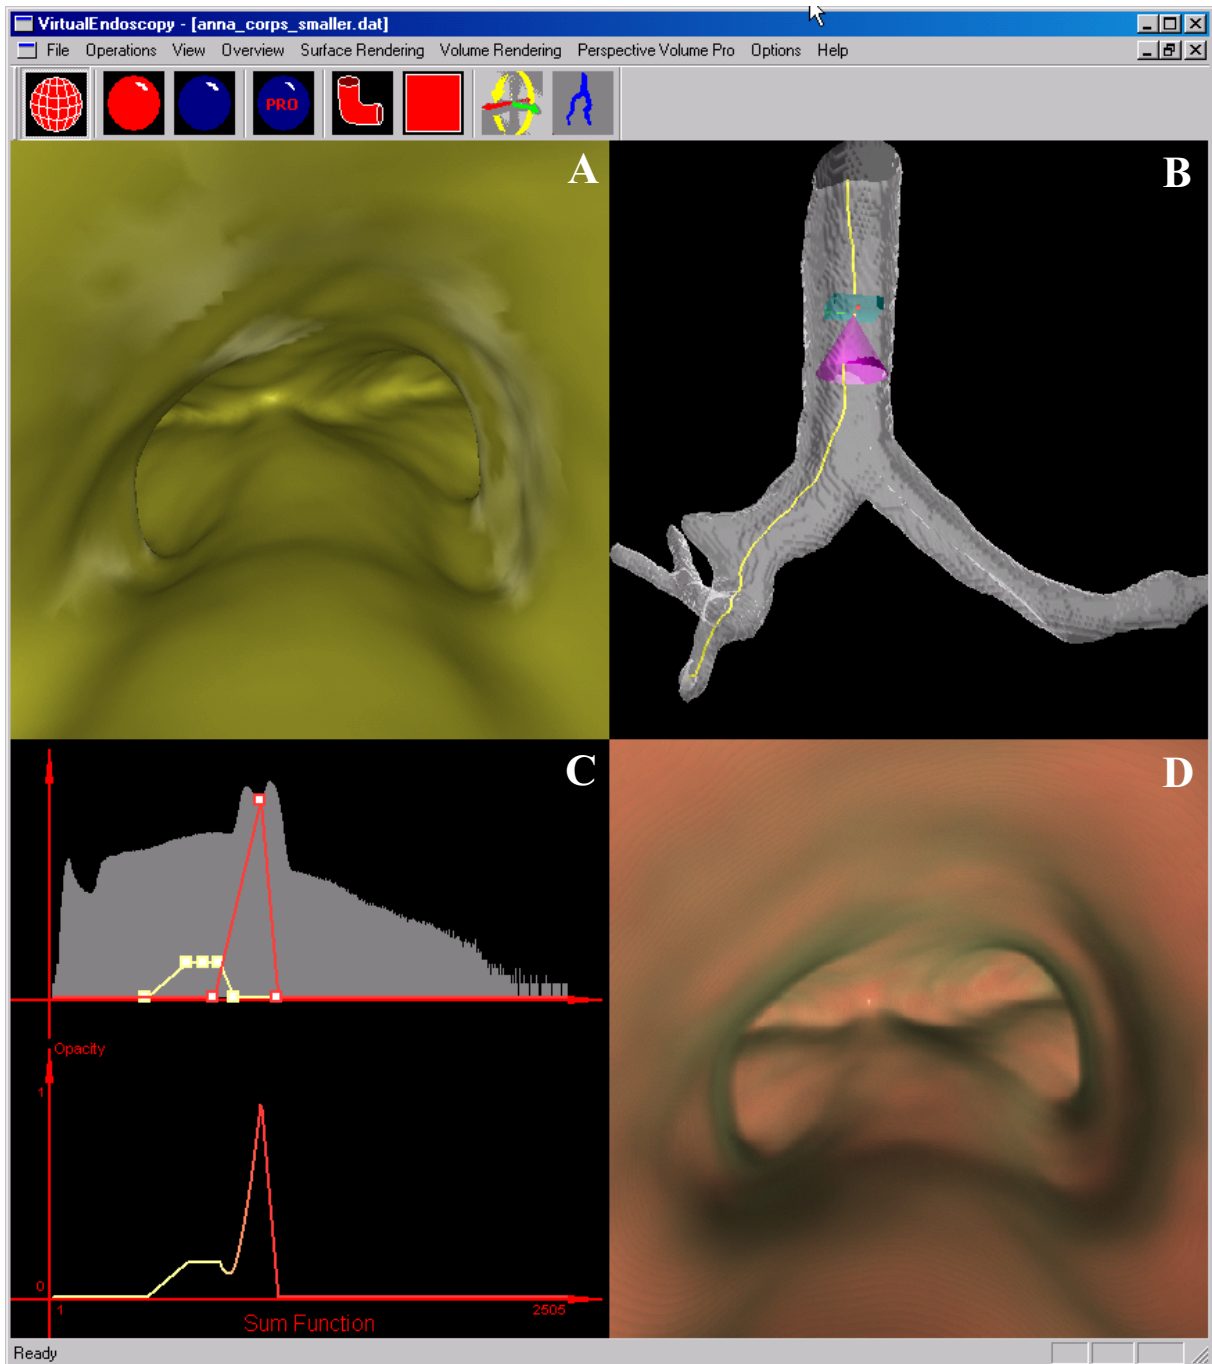 VirtualEndoscopy - [anna_corps_smaller.dat]
File Operations View Overview Surface Rendering Volume Rendering Perspective Volume Pro Options Help
PRO
A
B
C
D
Opacity
1
0
1
2505
Sum Function
Ready